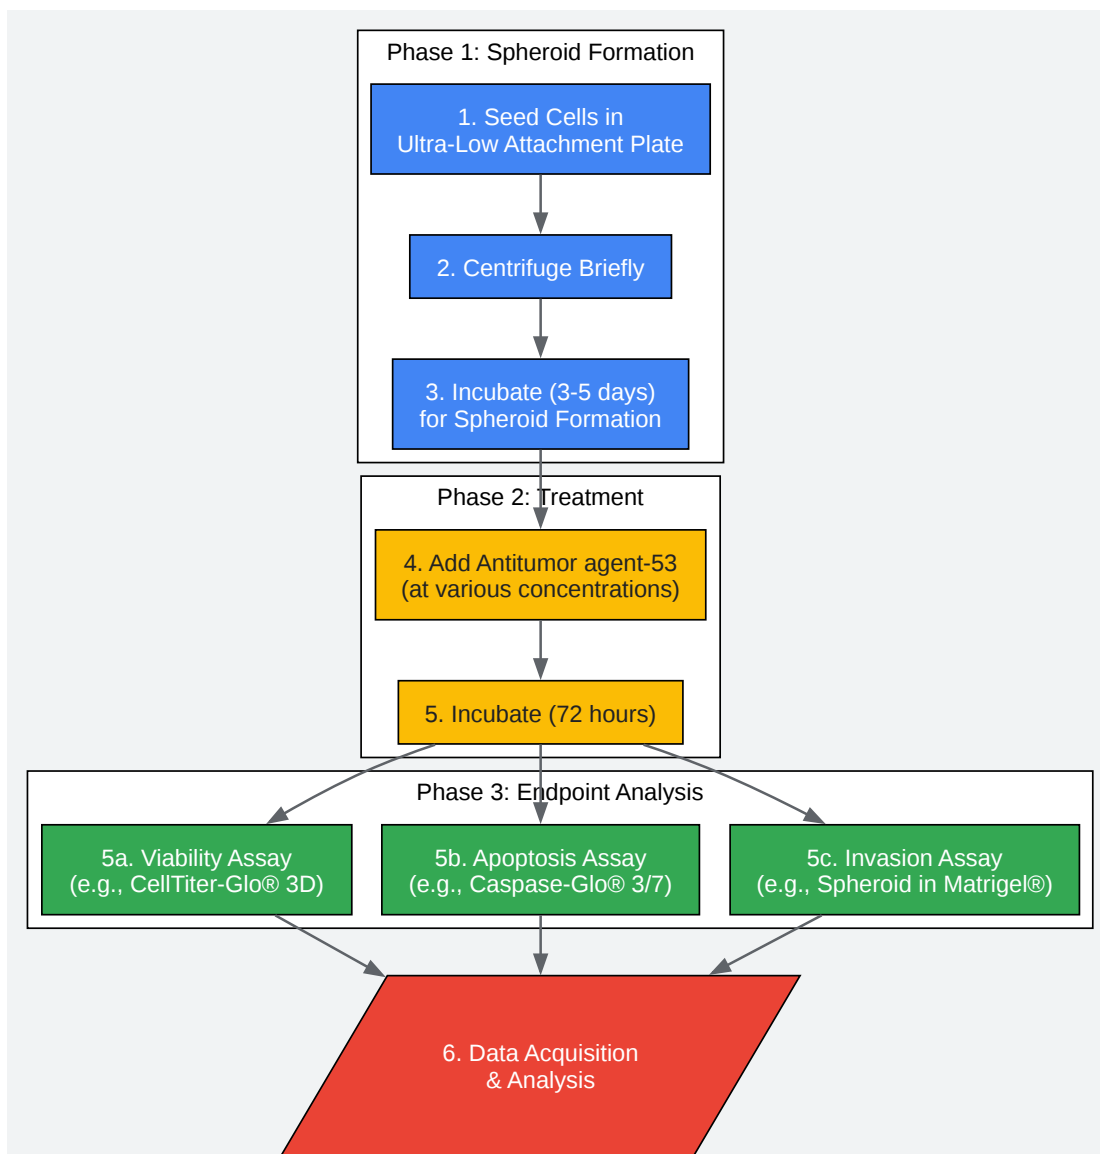 Phase 1: Spheroid Formation
1. Seed Cells in
Ultra-Low Attachment Plate
2. Centrifuge Briefly
3. Incubate (3-5 days)
for Spheroid Formation
Phase 2: Treatment
4. Add Antitumor agent-53
(at various concentrations)
5. Incubate (72 hours)
Phase 3: Endpoint Analysis
5a. Viability Assay
(e.g., CellTiter-Glo® 3D)
5b. Apoptosis Assay
(e.g., Caspase-Glo® 3/7)
5c. Invasion Assay
(e.g., Spheroid in Matrigel®)
6. Data Acquisition
& Analysis